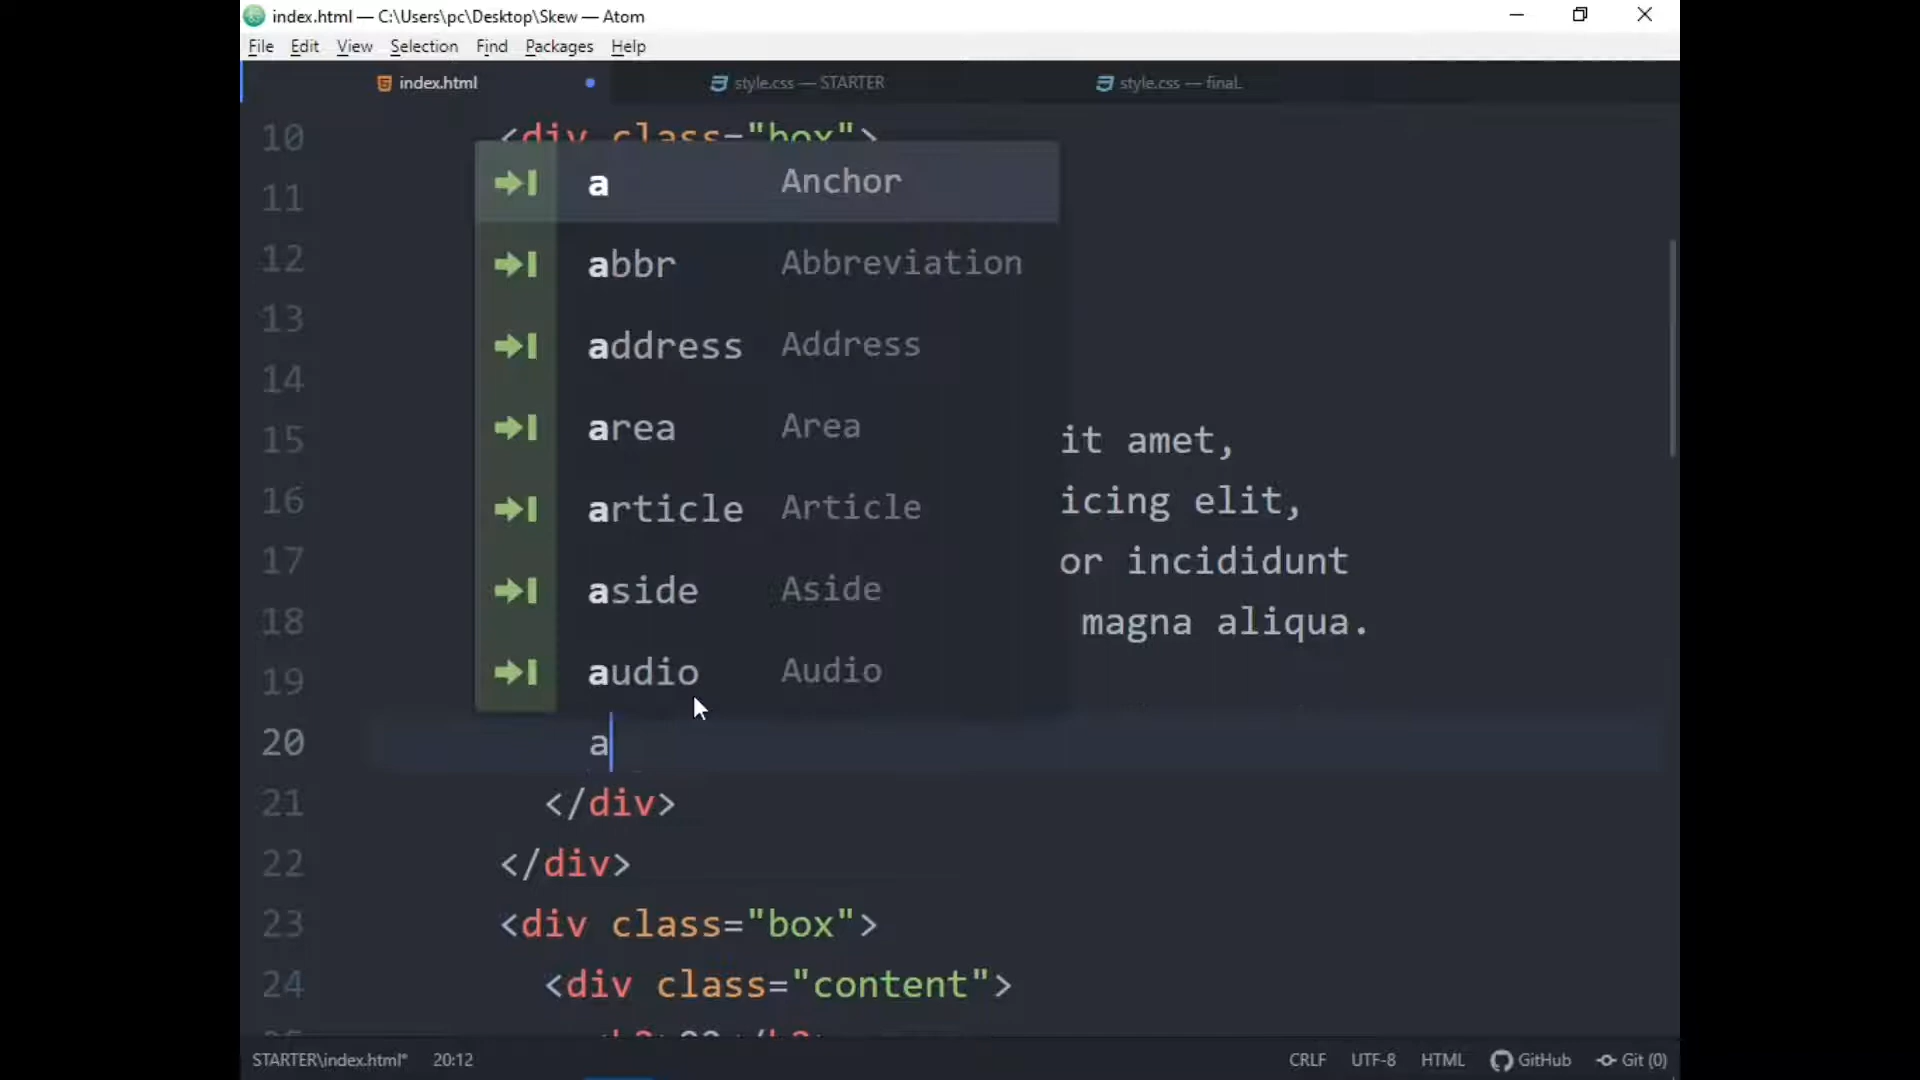 index.html — C:\Users\pc\Desktop\Skew — Atom
File Edit View Selection Find Packages Help
index.html style.css — STARTER style.css — final.
10 <div class="box">
11 a Anchor
12 abbr Abbreviation
13 address Address
14 area Area
15 it amet,
16 article Article icing elit,
17 aside Aside or incididunt
18 magna aliqua.
19 audio Audio
20 a
21 </div>
22 </div>
23 <div class="box">
24 <div class="content">
STARTER\index.html* 20:12 CRLF UTF-8 HTML GitHub Git (0)